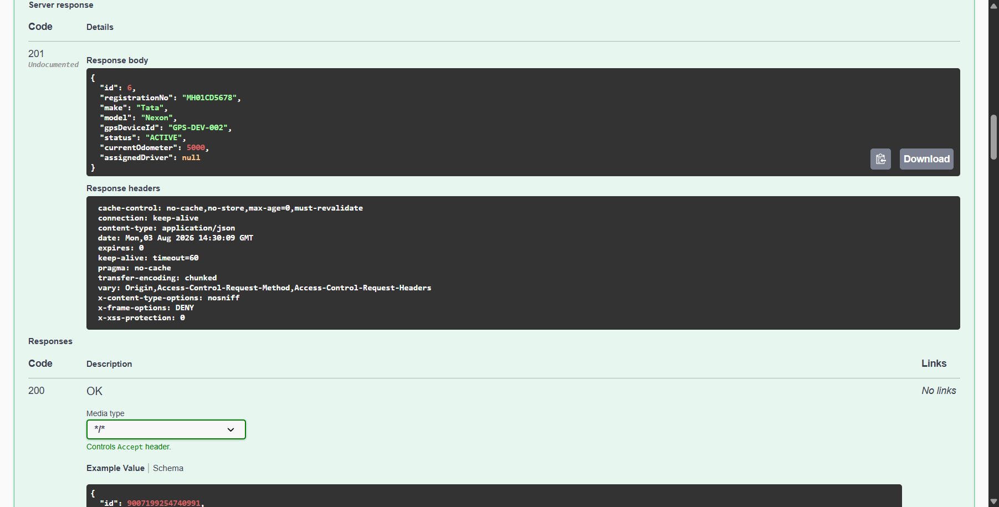 Server response
Code Details
201
Undocumented
Response body
{
  "id": 6,
  "registrationNo": "MH01CD5678",
  "make": "Tata",
  "model": "Nexon",
  "gpsDeviceId": "GPS-DEV-002",
  "status": "ACTIVE",
  "currentOdometer": 5000,
  "assignedDriver": null
}
Download
Response headers
cache-control: no-cache,no-store,max-age=0,must-revalidate
connection: keep-alive
content-type: application/json
date: Mon,03 Aug 2026 14:30:09 GMT
expires: 0
keep-alive: timeout=60
pragma: no-cache
transfer-encoding: chunked
vary: Origin,Access-Control-Request-Method,Access-Control-Request-Headers
x-content-type-options: nosniff
x-frame-options: DENY
x-xss-protection: 0
Responses
Code Description Links
200 OK No links
Media type
*/*
Controls Accept header.
Example Value Schema
{
  "id": 9007199254740991,